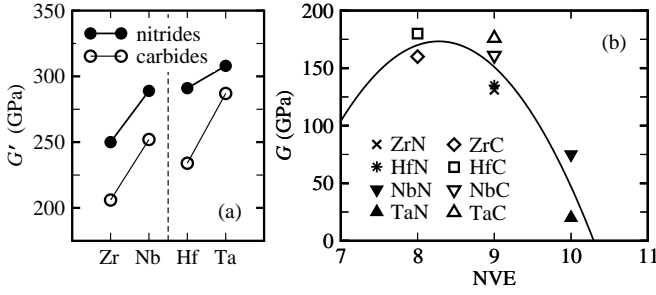 nitrides
carbides
350
300
250
200
G′ (GPa)
(a)
Zr Nb Hf Ta
200
150
100
50
0
G (GPa)
(b)
ZrN ZrC
HfN HfC
NbN NbC
TaN TaC
7 8 9 10 11
NVE